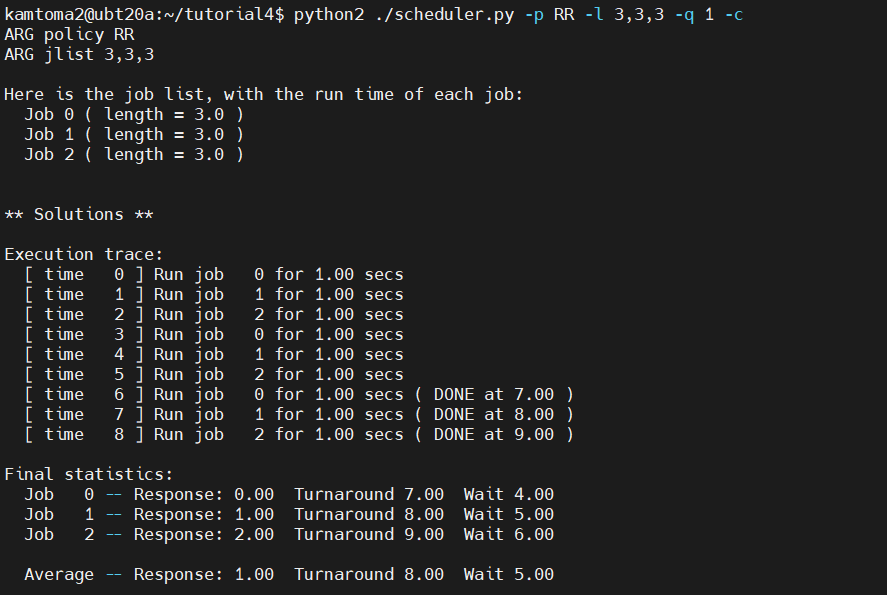 kamtoma2@ubt20a:~/tutorial4$ python2 ./scheduler.py -p RR -l 3,3,3 -q 1 -c
ARG policy RR
ARG jlist 3,3,3
Here is the job list, with the run time of each job:
  Job 0 ( length = 3.0 )
  Job 1 ( length = 3.0 )
  Job 2 ( length = 3.0 )
** Solutions **
Execution trace:
  [ time   0 ] Run job   0 for 1.00 secs
  [ time   1 ] Run job   1 for 1.00 secs
  [ time   2 ] Run job   2 for 1.00 secs
  [ time   3 ] Run job   0 for 1.00 secs
  [ time   4 ] Run job   1 for 1.00 secs
  [ time   5 ] Run job   2 for 1.00 secs
  [ time   6 ] Run job   0 for 1.00 secs ( DONE at 7.00 )
  [ time   7 ] Run job   1 for 1.00 secs ( DONE at 8.00 )
  [ time   8 ] Run job   2 for 1.00 secs ( DONE at 9.00 )
Final statistics:
  Job   0 -- Response: 0.00  Turnaround 7.00  Wait 4.00
  Job   1 -- Response: 1.00  Turnaround 8.00  Wait 5.00
  Job   2 -- Response: 2.00  Turnaround 9.00  Wait 6.00
  Average -- Response: 1.00  Turnaround 8.00  Wait 5.00